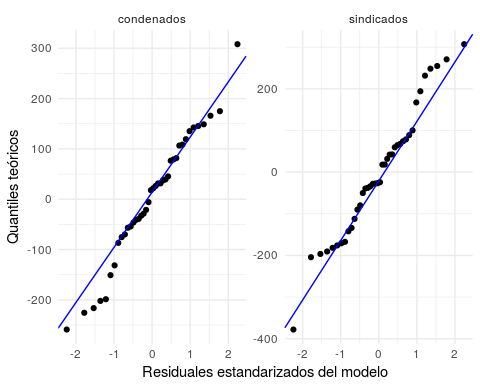 condenados
sindicados
300
200
100
0
-100
-200
200
0
-200
-400
-2 -1 0 1 2
-2 -1 0 1 2
Quantiles teóricos
Residuales estandarizados del modelo